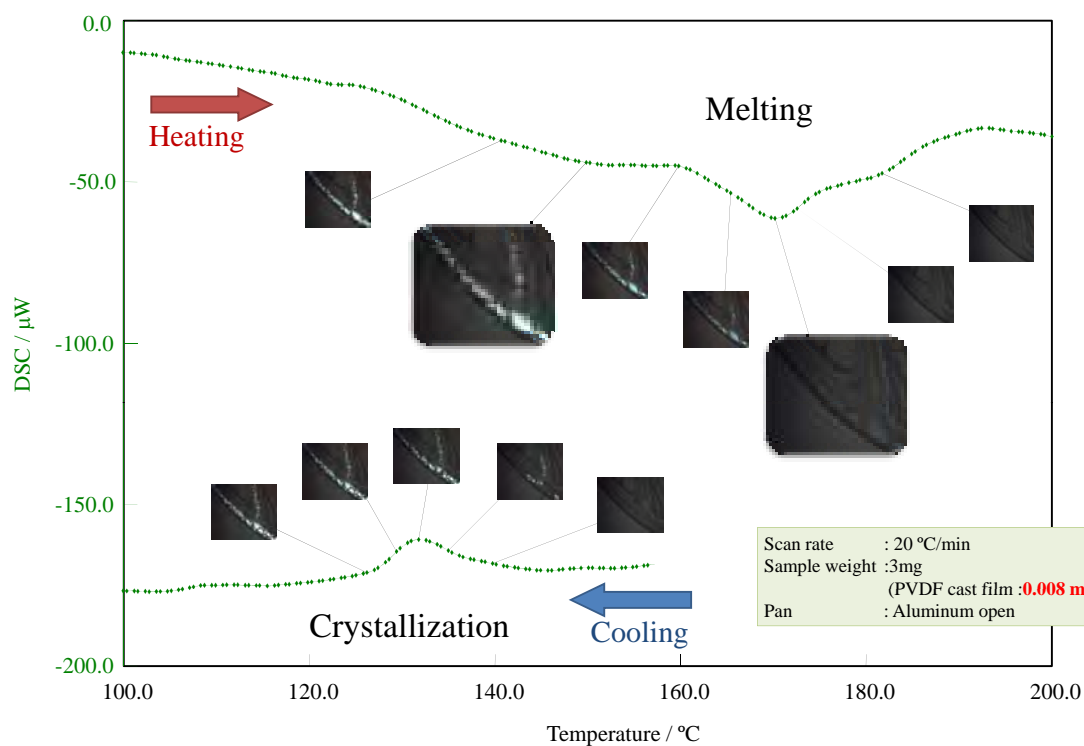 0.0
-50.0
-100.0
-150.0
-200.0
DSC / μW
Heating
Melting
Crystallization
Cooling
Scan rate : 20 ºC/min
Sample weight :3mg
(PVDF cast film :0.008 m
Pan : Aluminum open
100.0 120.0 140.0 160.0 180.0 200.0
Temperature / ºC